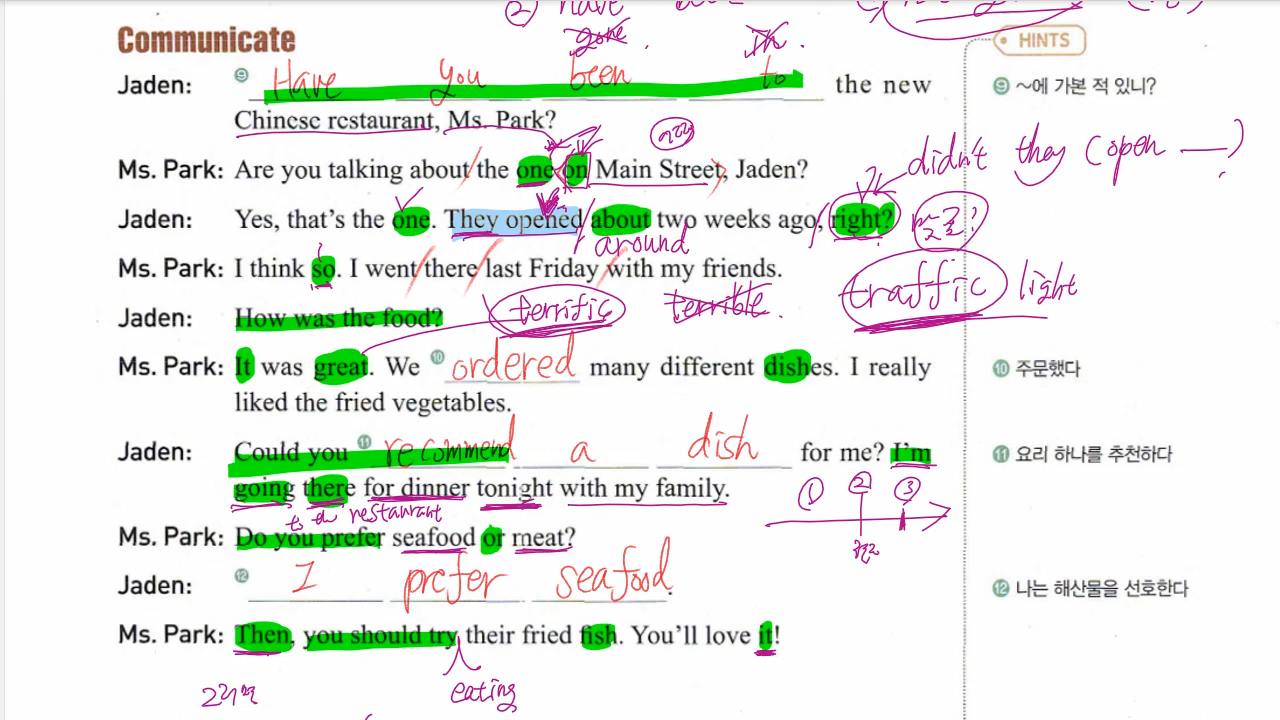 ② have
Communicate
gone . in .
HINTS
Jaden: ⑨ Have you been to the new
⑨ ～에 가본 적 있니?
Chinese restaurant, Ms. Park?
Ms. Park: Are you talking about the one on Main Street, Jaden?
didn't they (open —)
?
Jaden: Yes, that's the one. They opened about two weeks ago, right?
around
Ms. Park: I think so. I went there last Friday with my friends.
traffic light
Jaden: How was the food?
terrific terrible.
Ms. Park: It was great. We ⑩ ordered many different dishes. I really
⑩ 주문했다
liked the fried vegetables.
Jaden: Could you ⑪ recommend a dish for me? I'm
⑪ 요리 하나를 추천하다
going there for dinner tonight with my family.
① ② ③
to the restaurant
Ms. Park: Do you prefer seafood or meat?
Jaden: ⑫ I prefer seafood.
⑫ 나는 해산물을 선호한다
Ms. Park: Then, you should try their fried fish. You'll love it!
eating